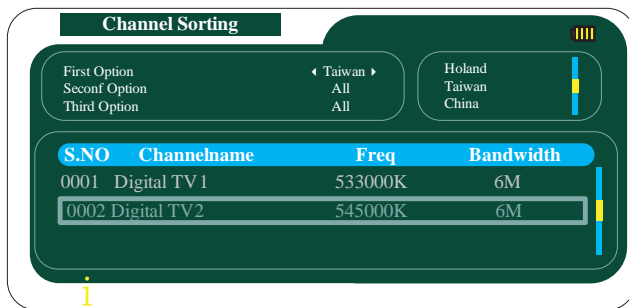 Channel Sorting
First Option ◂ Taiwan ▸
Seconf Option All
Third Option All
Holand
Taiwan
China
S.NO Channelname Freq Bandwidth
0001 Digital TV1 533000K 6M
0002 Digital TV2 545000K 6M
i